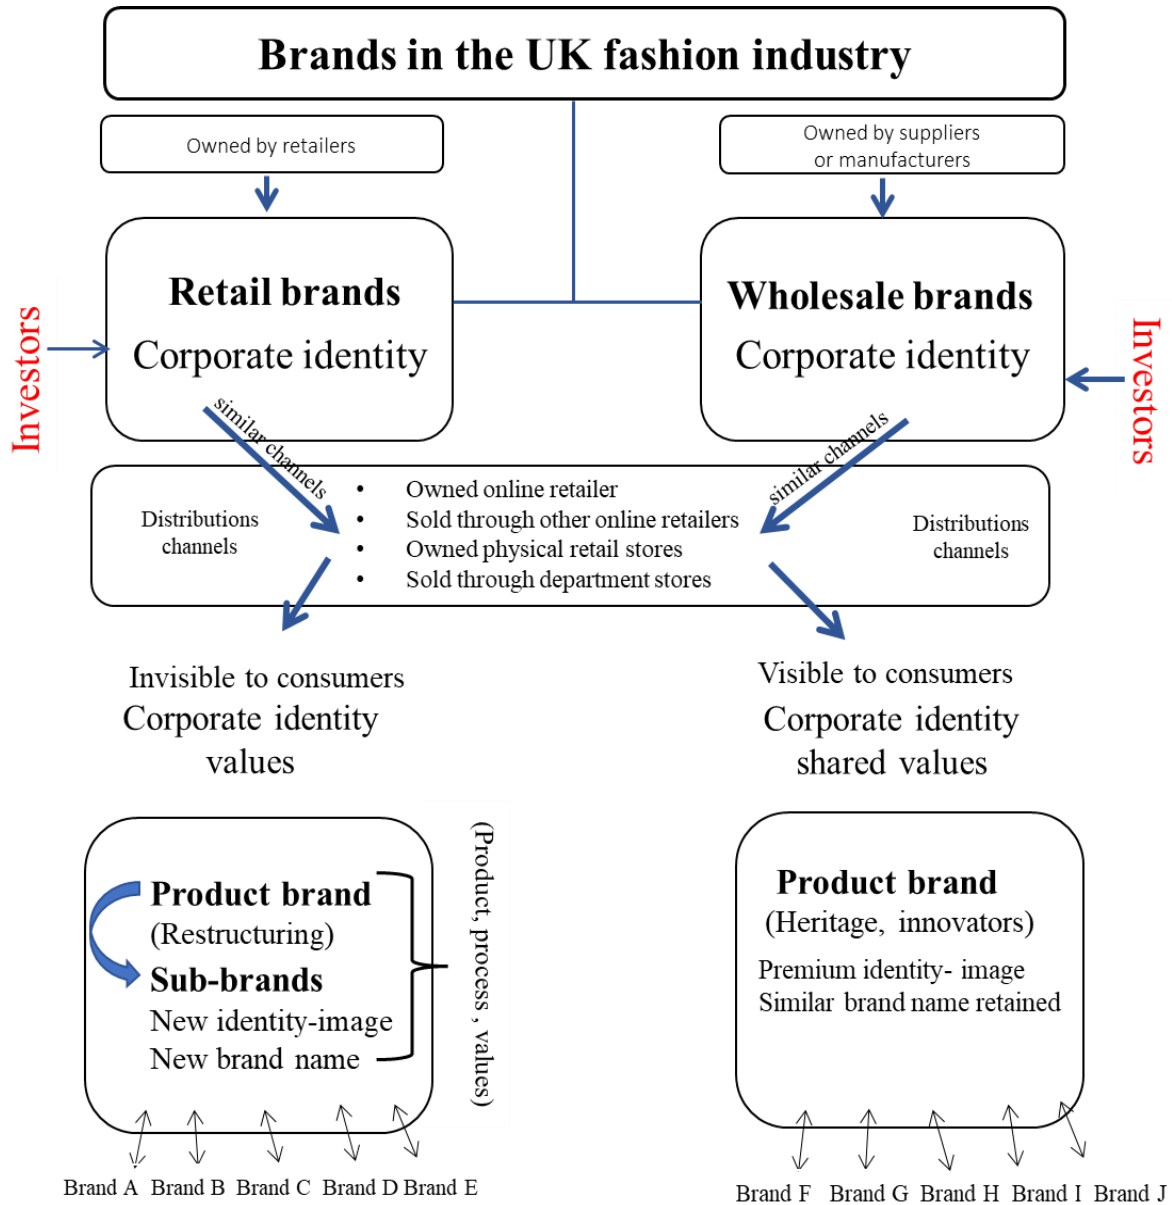 Brands in the UK fashion industry
Owned by retailers
Owned by suppliers
or manufacturers
Retail brands
Corporate identity
Wholesale brands
Corporate identity
Investors
Investors
similar channels
similar channels
Distributions
channels
• Owned online retailer
• Sold through other online retailers
• Owned physical retail stores
• Sold through department stores
Distributions
channels
Invisible to consumers
Corporate identity
values
Visible to consumers
Corporate identity
shared values
Product brand
(Restructuring)
Sub-brands
New identity-image
New brand name
(Product, process , values)
Product brand
(Heritage, innovators)
Premium identity- image
Similar brand name retained
Brand A Brand B Brand C Brand D Brand E
Brand F Brand G Brand H Brand I Brand J